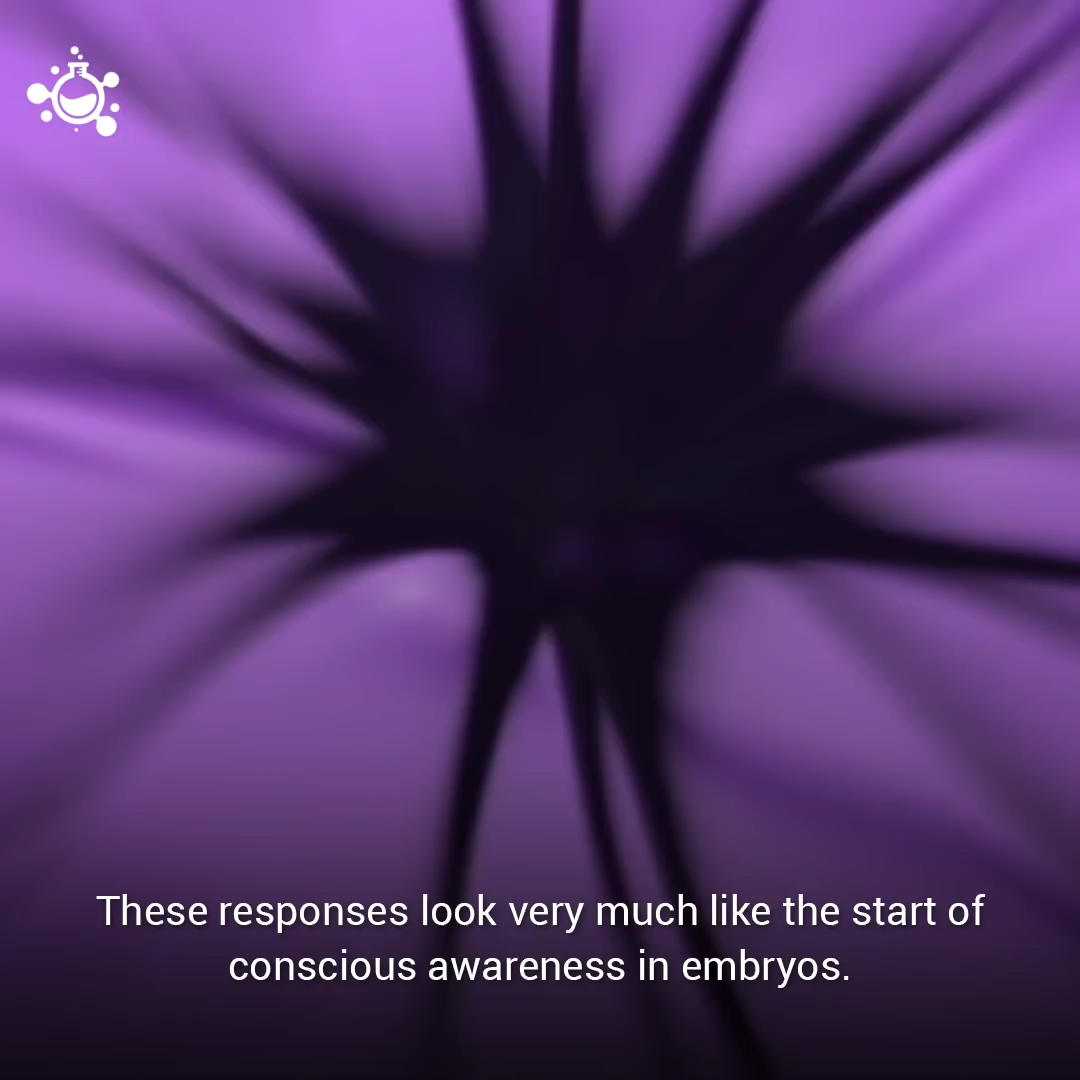 These responses look very much like the start of
conscious awareness in embryos.